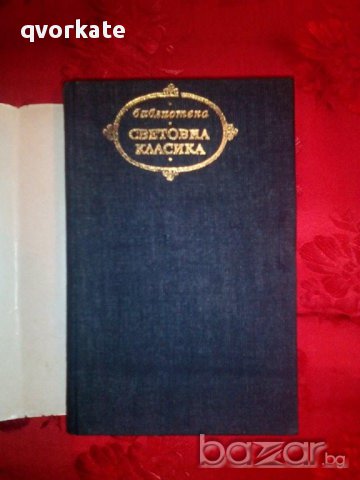 qvorkate
библиотека
СВЕТОВНА
КЛАСИКА
bazar.bg